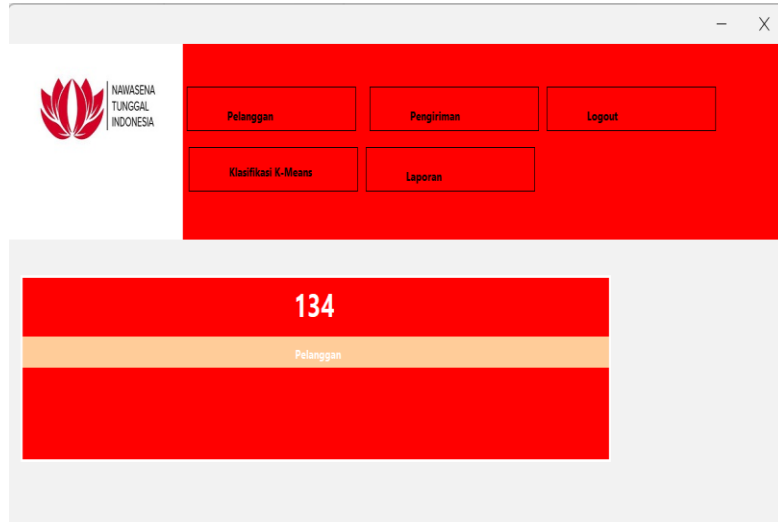 – X
NAWASENA
TUNGGAL
INDONESIA
Pelanggan
Pengiriman
Logout
Klasifikasi K-Means
Laporan
134
Pelanggan